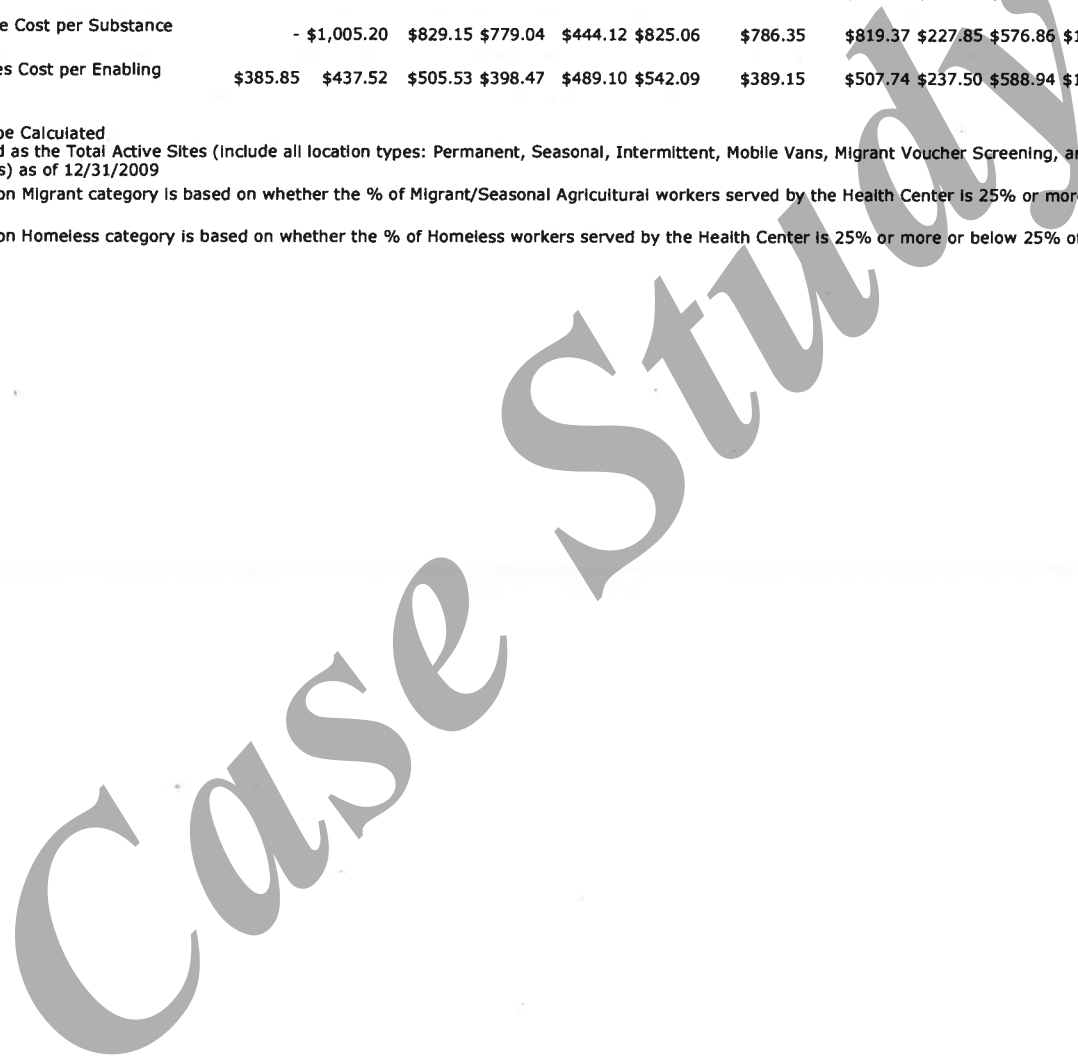 e Cost per Substance
- $1,005.20 $829.15 $779.04 $444.12 $825.06 $786.35 $819.37 $227.85 $576.86 $1
es Cost per Enabling
$385.85 $437.52 $505.53 $398.47 $489.10 $542.09 $389.15 $507.74 $237.50 $588.94 $1
be Calculated
d as the Total Active Sites (Include all location types: Permanent, Seasonal, Intermittent, Mobile Vans, Migrant Voucher Screening, an
s) as of 12/31/2009
on Migrant category is based on whether the % of Migrant/Seasonal Agricultural workers served by the Health Center is 25% or more
on Homeless category is based on whether the % of Homeless workers served by the Health Center is 25% or more or below 25% of
Case Study